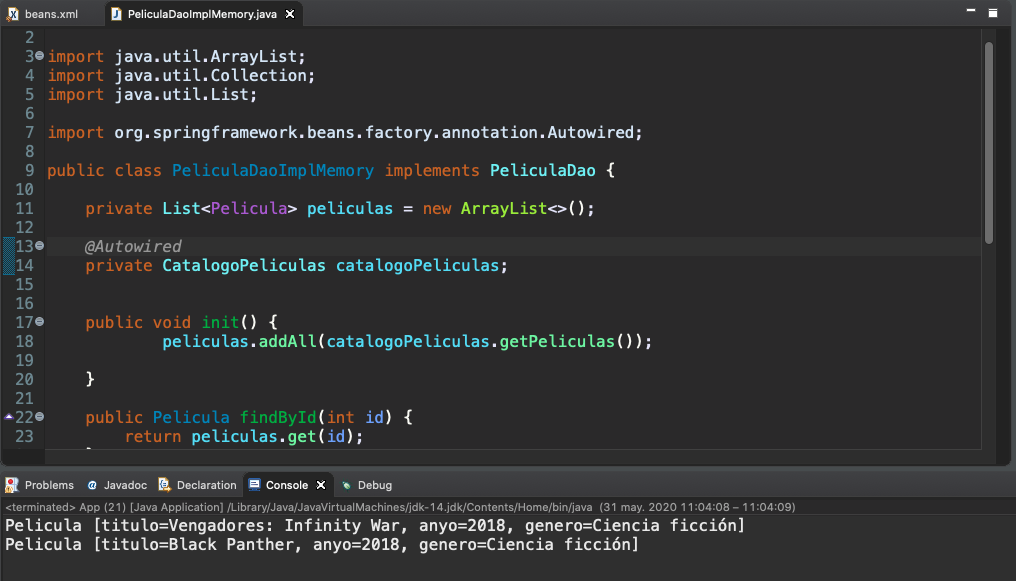 beans.xml PeliculaDaoImplMemory.java
2
3 import java.util.ArrayList;
4 import java.util.Collection;
5 import java.util.List;
6
7 import org.springframework.beans.factory.annotation.Autowired;
8
9 public class PeliculaDaoImplMemory implements PeliculaDao {
10
11 private List<Pelicula> peliculas = new ArrayList<>();
12
13 @Autowired
14 private CatalogoPeliculas catalogoPeliculas;
15
16
17 public void init() {
18 peliculas.addAll(catalogoPeliculas.getPeliculas());
19
20 }
21
22 public Pelicula findById(int id) {
23 return peliculas.get(id);
Problems @ Javadoc Declaration Console Debug
<terminated> App (21) [Java Application] /Library/Java/JavaVirtualMachines/jdk-14.jdk/Contents/Home/bin/java (31 may. 2020 11:04:08 – 11:04:09)
Pelicula [titulo=Vengadores: Infinity War, anyo=2018, genero=Ciencia ficción]
Pelicula [titulo=Black Panther, anyo=2018, genero=Ciencia ficción]